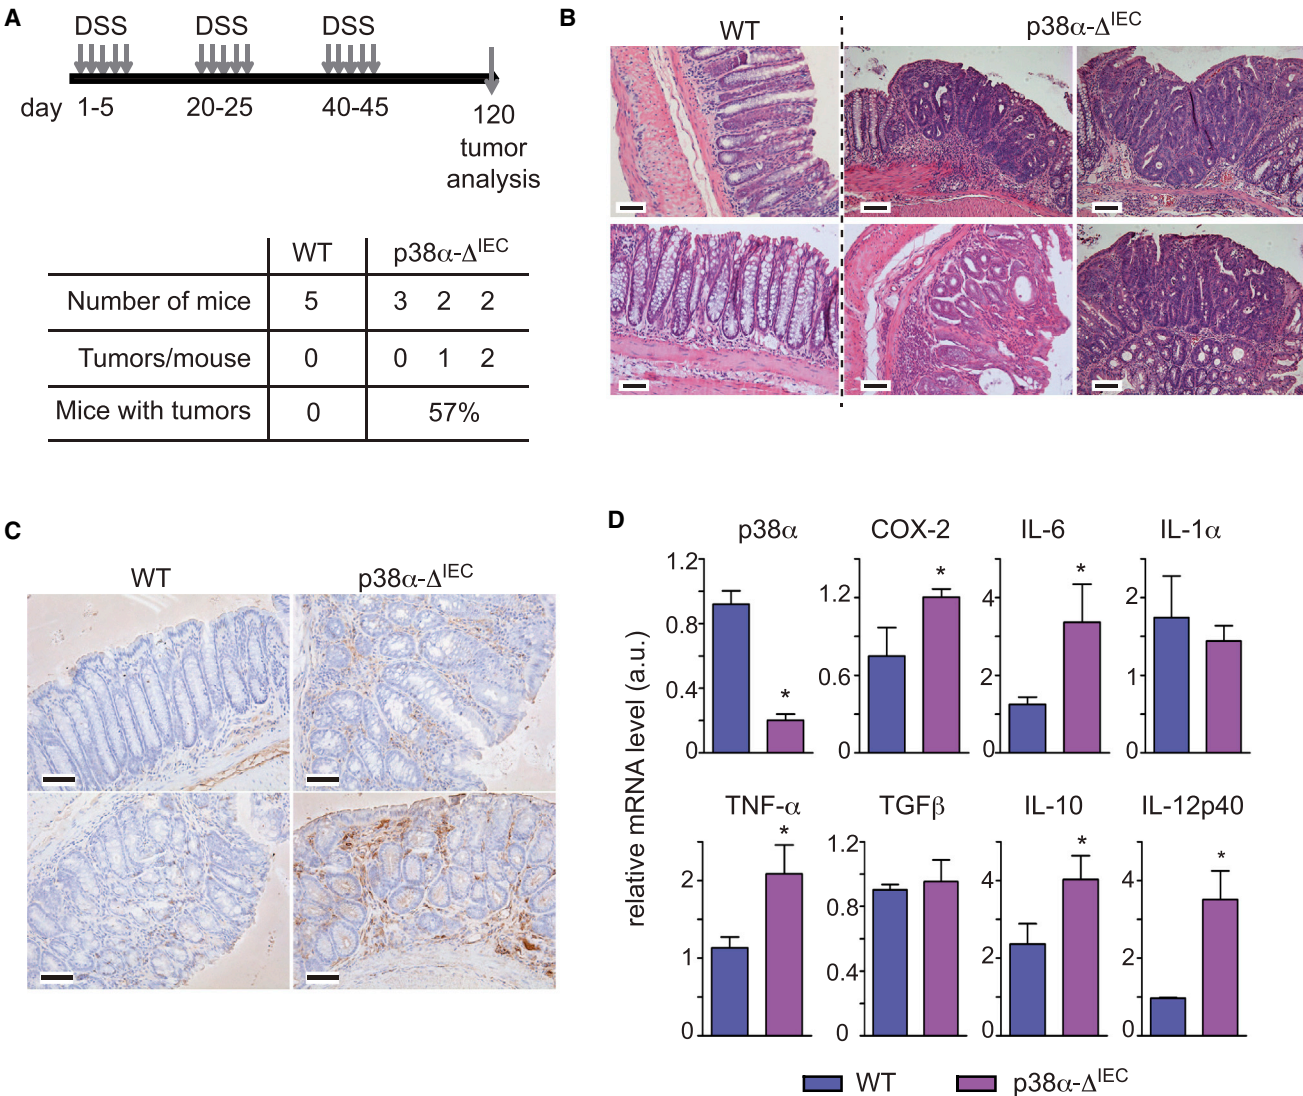 A
DSS DSS DSS
day 1-5 20-25 40-45 120
tumor
analysis
WT p38α-Δ^IEC
Number of mice 5 3 2 2
Tumors/mouse 0 0 1 2
Mice with tumors 0 57%
B
WT p38α-Δ^IEC
C
WT p38α-Δ^IEC
D
relative mRNA level (a.u.)
p38α COX-2 IL-6 IL-1α
* * *
1.2
0.8
0.4
0
1.2
0.6
0
4
2
0
2
1
0
TNF-α TGFβ IL-10 IL-12p40
* * *
2
1
0
1.2
0.8
0.4
0
4
2
0
4
2
0
WT p38α-Δ^IEC